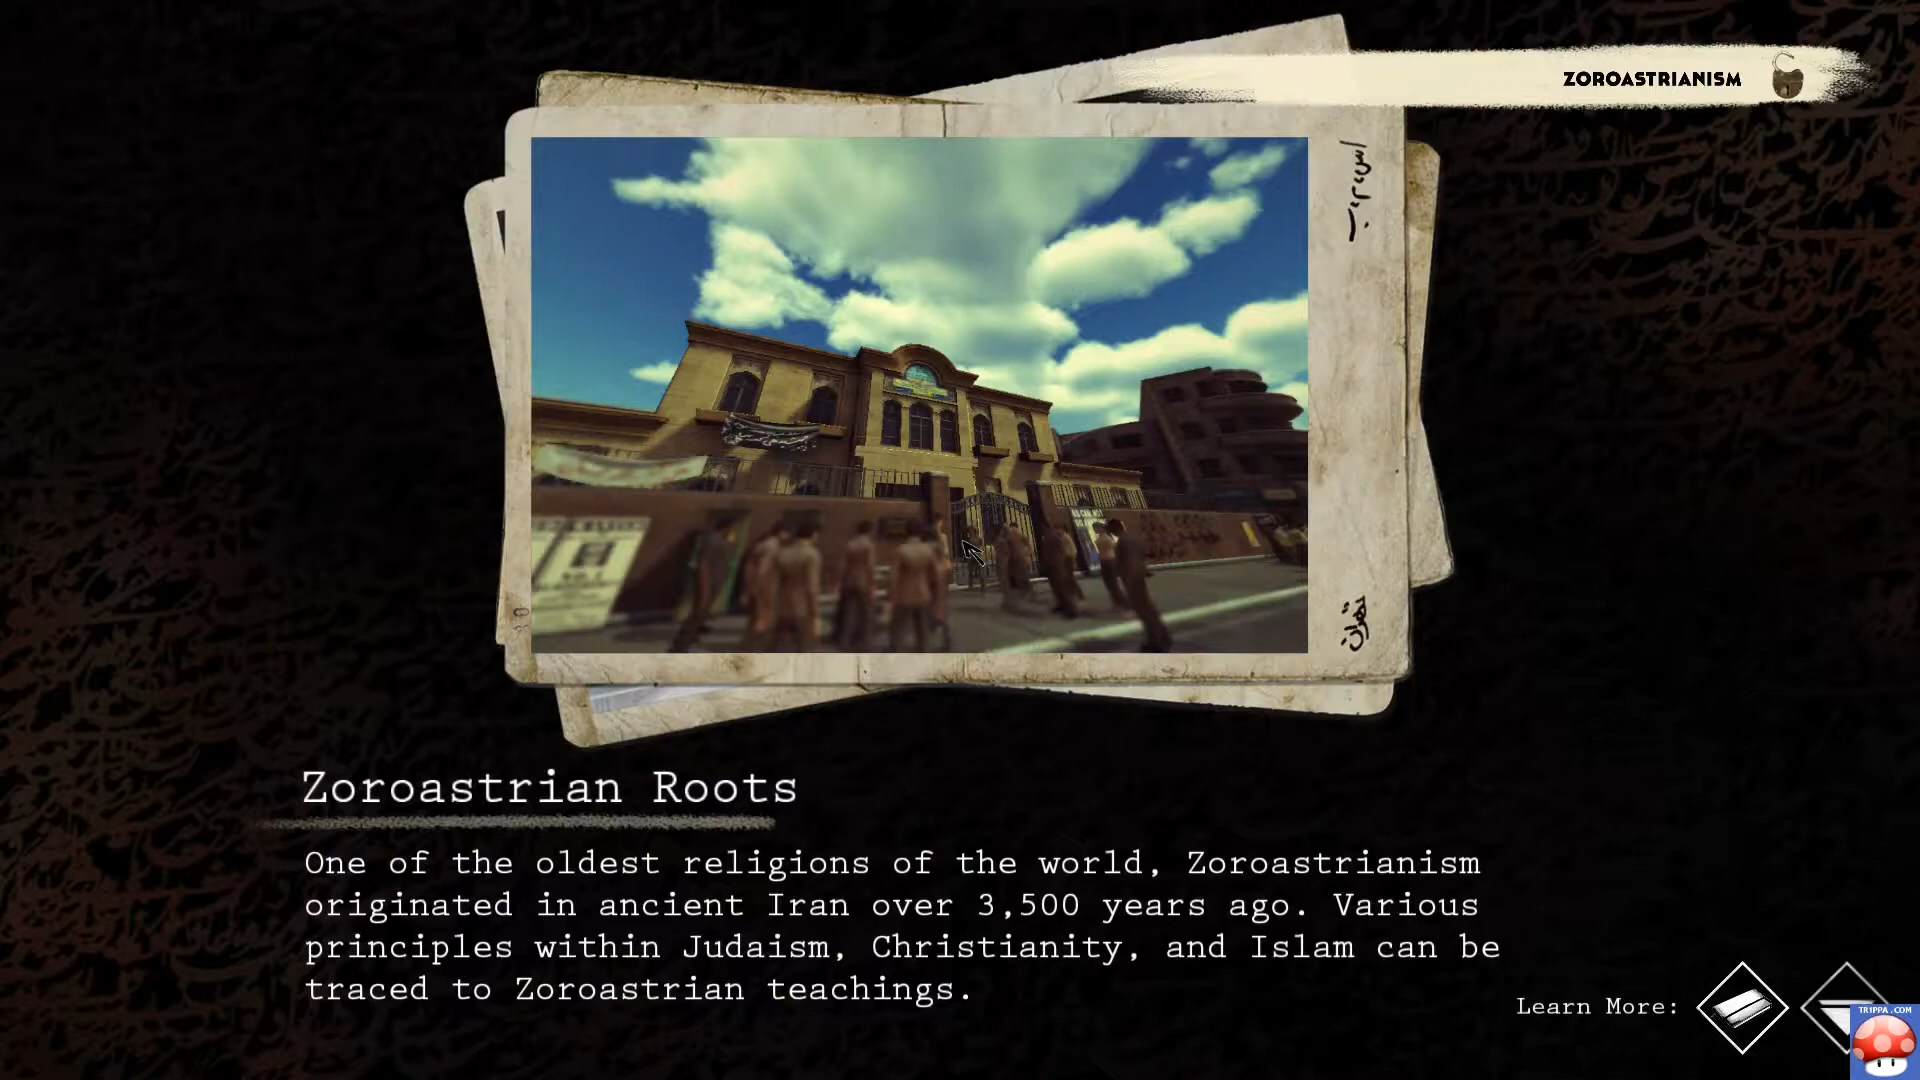 ZOROASTRIANISM
تهران
Zoroastrian Roots
One of the oldest religions of the world, Zoroastrianism
originated in ancient Iran over 3,500 years ago. Various
principles within Judaism, Christianity, and Islam can be
traced to Zoroastrian teachings.
Learn More:
TRIPPA.COM